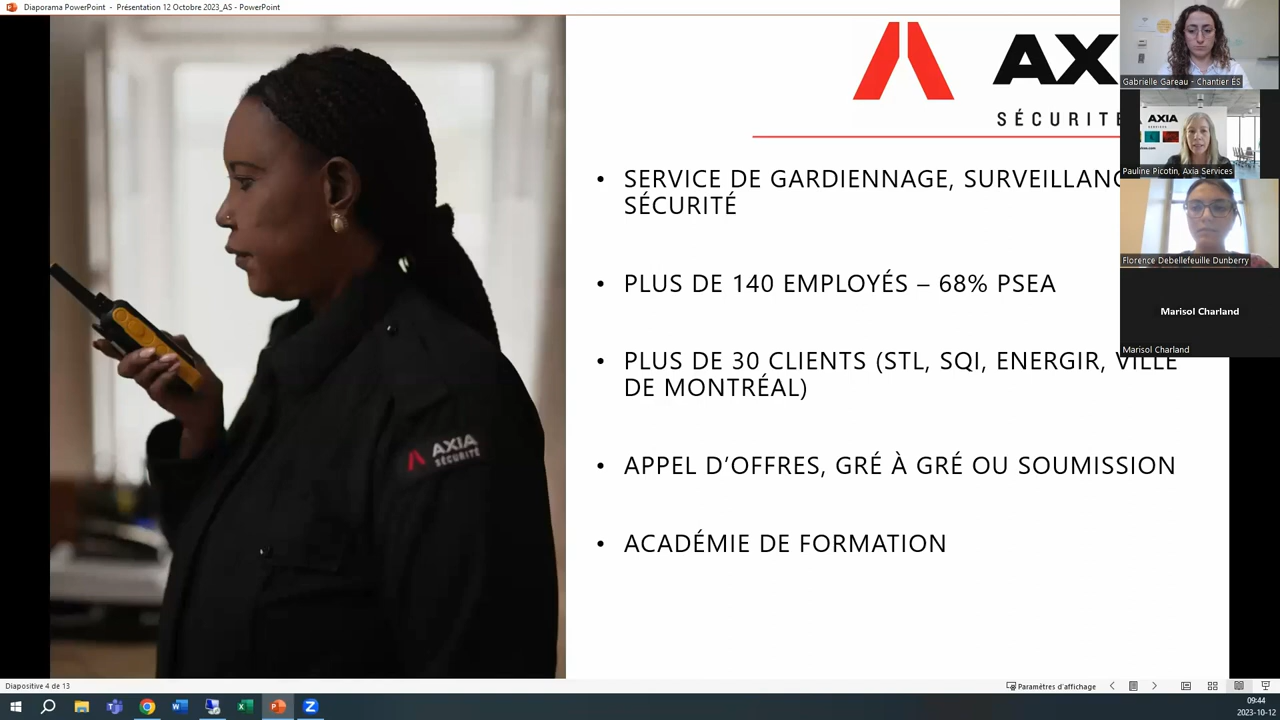 Diaporama PowerPoint - Présentation 12 Octobre 2023_AS - PowerPoint
AX
SÉCURITÉ
• SERVICE DE GARDIENNAGE, SURVEILLANC
SÉCURITÉ
• PLUS DE 140 EMPLOYÉS – 68% PSEA
• PLUS DE 30 CLIENTS (STL, SQI, ENERGIR, VILLE
DE MONTRÉAL)
• APPEL D’OFFRES, GRÉ À GRÉ OU SOUMISSION
• ACADÉMIE DE FORMATION
AXIA
SÉCURITÉ
Gabrielle Gareau - Chantier ÉS
AXIA
Pauline Picotin, Axia Services
Florence Debellefeuille Dunberry
Marisol Charland
Marisol Charland
Diapositive 4 de 13
Paramètres d'affichage
09:44
2023-10-12